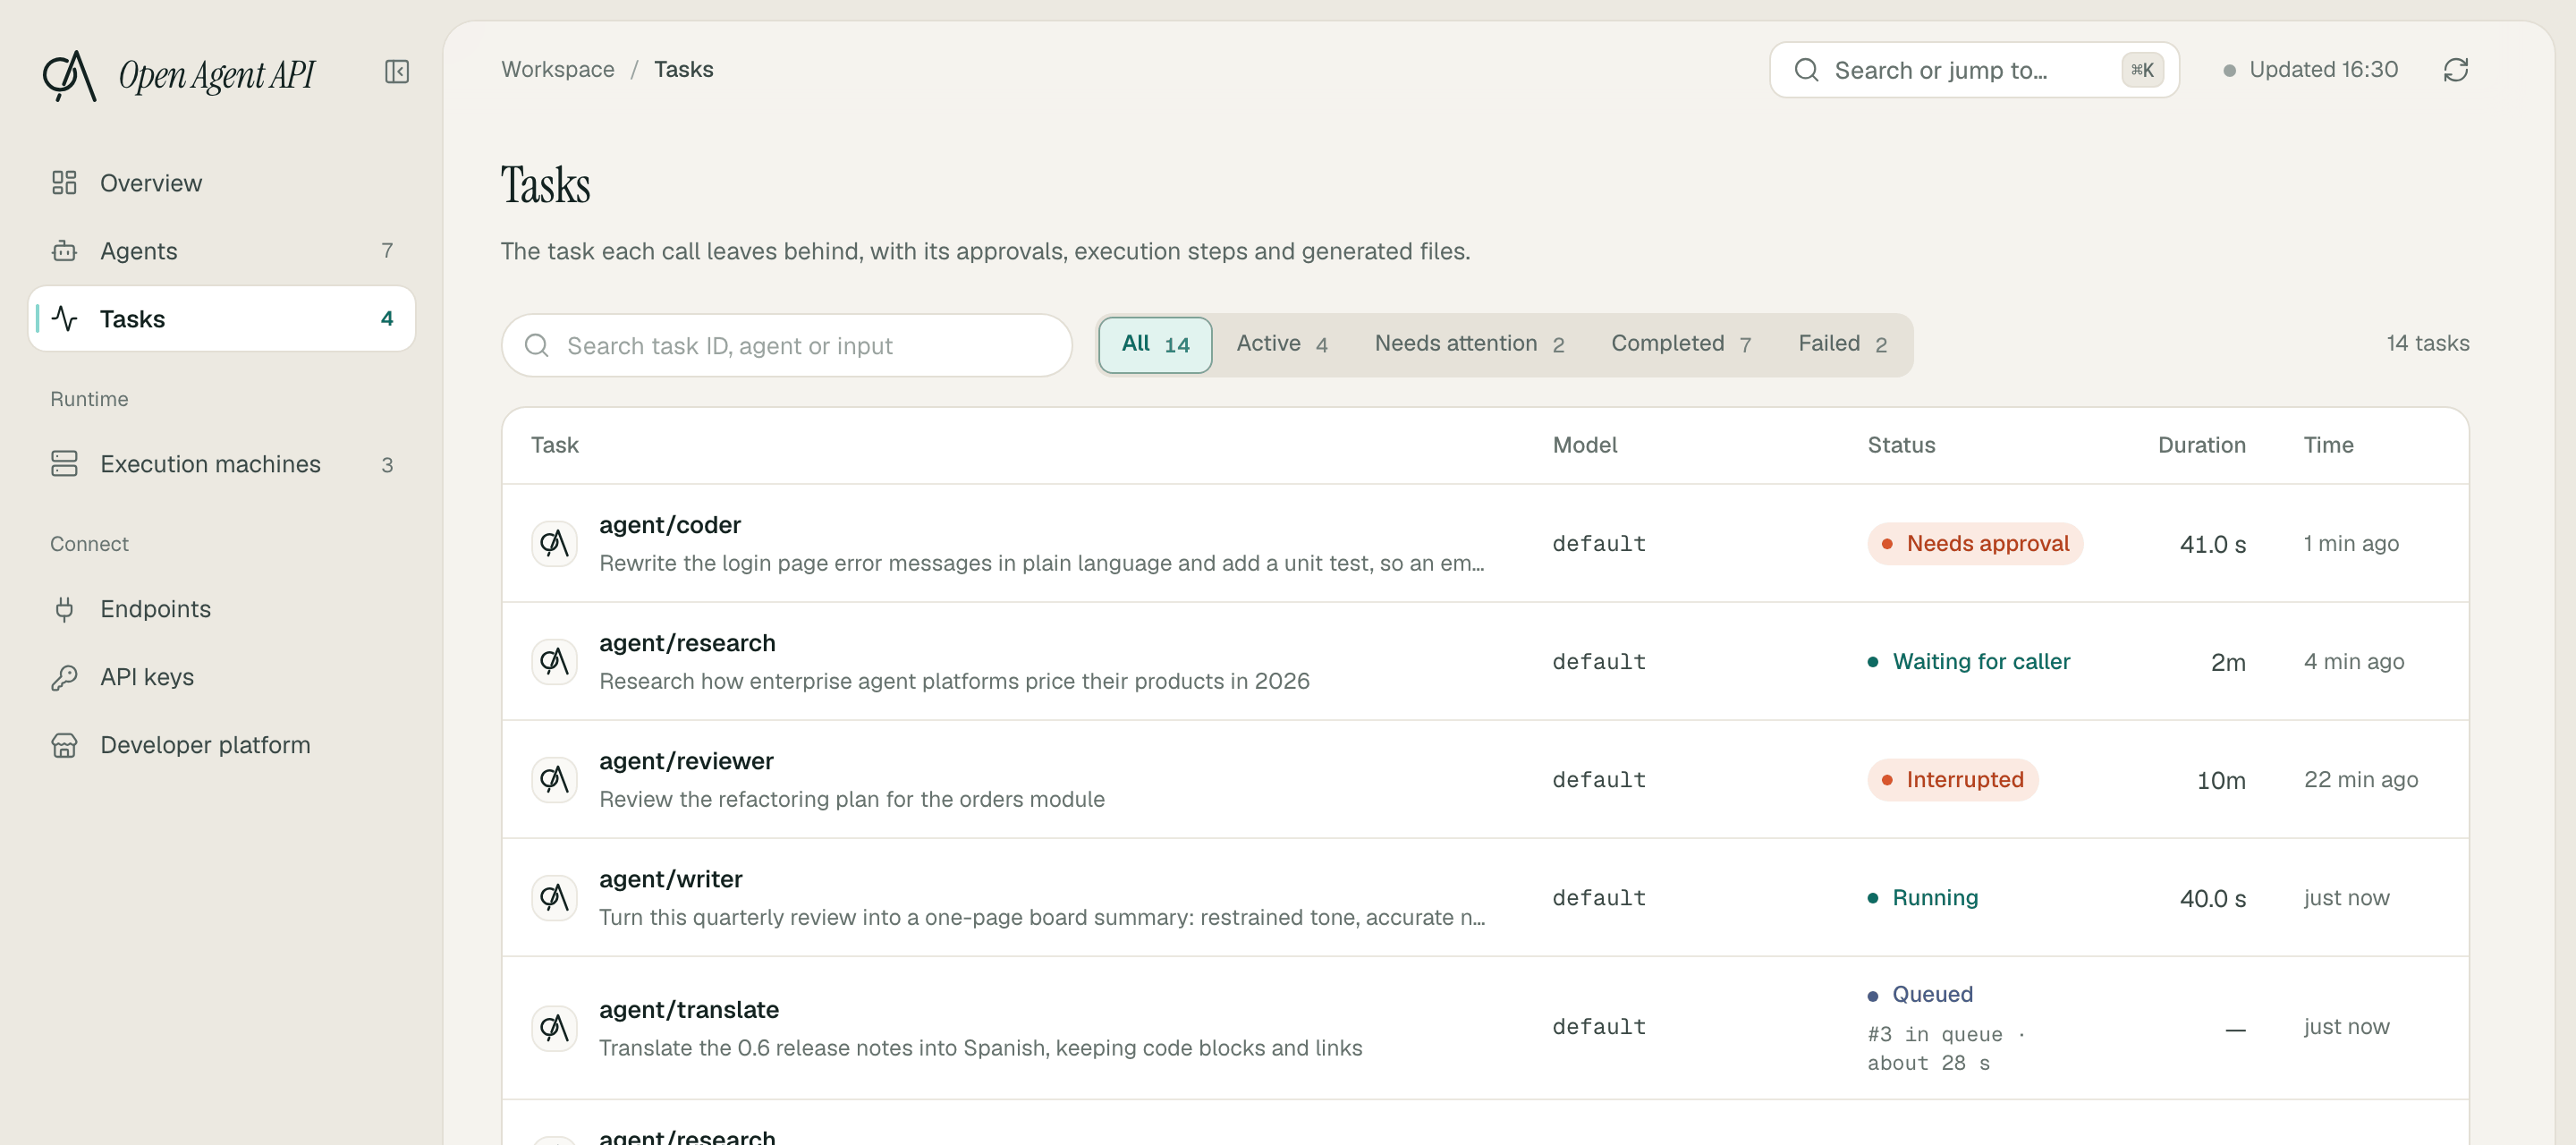 Open Agent API
Workspace / Tasks
Search or jump to...
⌘K
Updated 16:30
Overview
Agents 7
Tasks 4
Runtime
Execution machines 3
Connect
Endpoints
API keys
Developer platform
Tasks
The task each call leaves behind, with its approvals, execution steps and generated files.
Search task ID, agent or input
All 14
Active 4
Needs attention 2
Completed 7
Failed 2
14 tasks
Task Model Status Duration Time
agent/coder
Rewrite the login page error messages in plain language and add a unit test, so an em...
default
Needs approval
41.0 s
1 min ago
agent/research
Research how enterprise agent platforms price their products in 2026
default
Waiting for caller
2m
4 min ago
agent/reviewer
Review the refactoring plan for the orders module
default
Interrupted
10m
22 min ago
agent/writer
Turn this quarterly review into a one-page board summary: restrained tone, accurate n...
default
Running
40.0 s
just now
agent/translate
Translate the 0.6 release notes into Spanish, keeping code blocks and links
default
Queued
#3 in queue ·
about 28 s
—
just now
agent/research